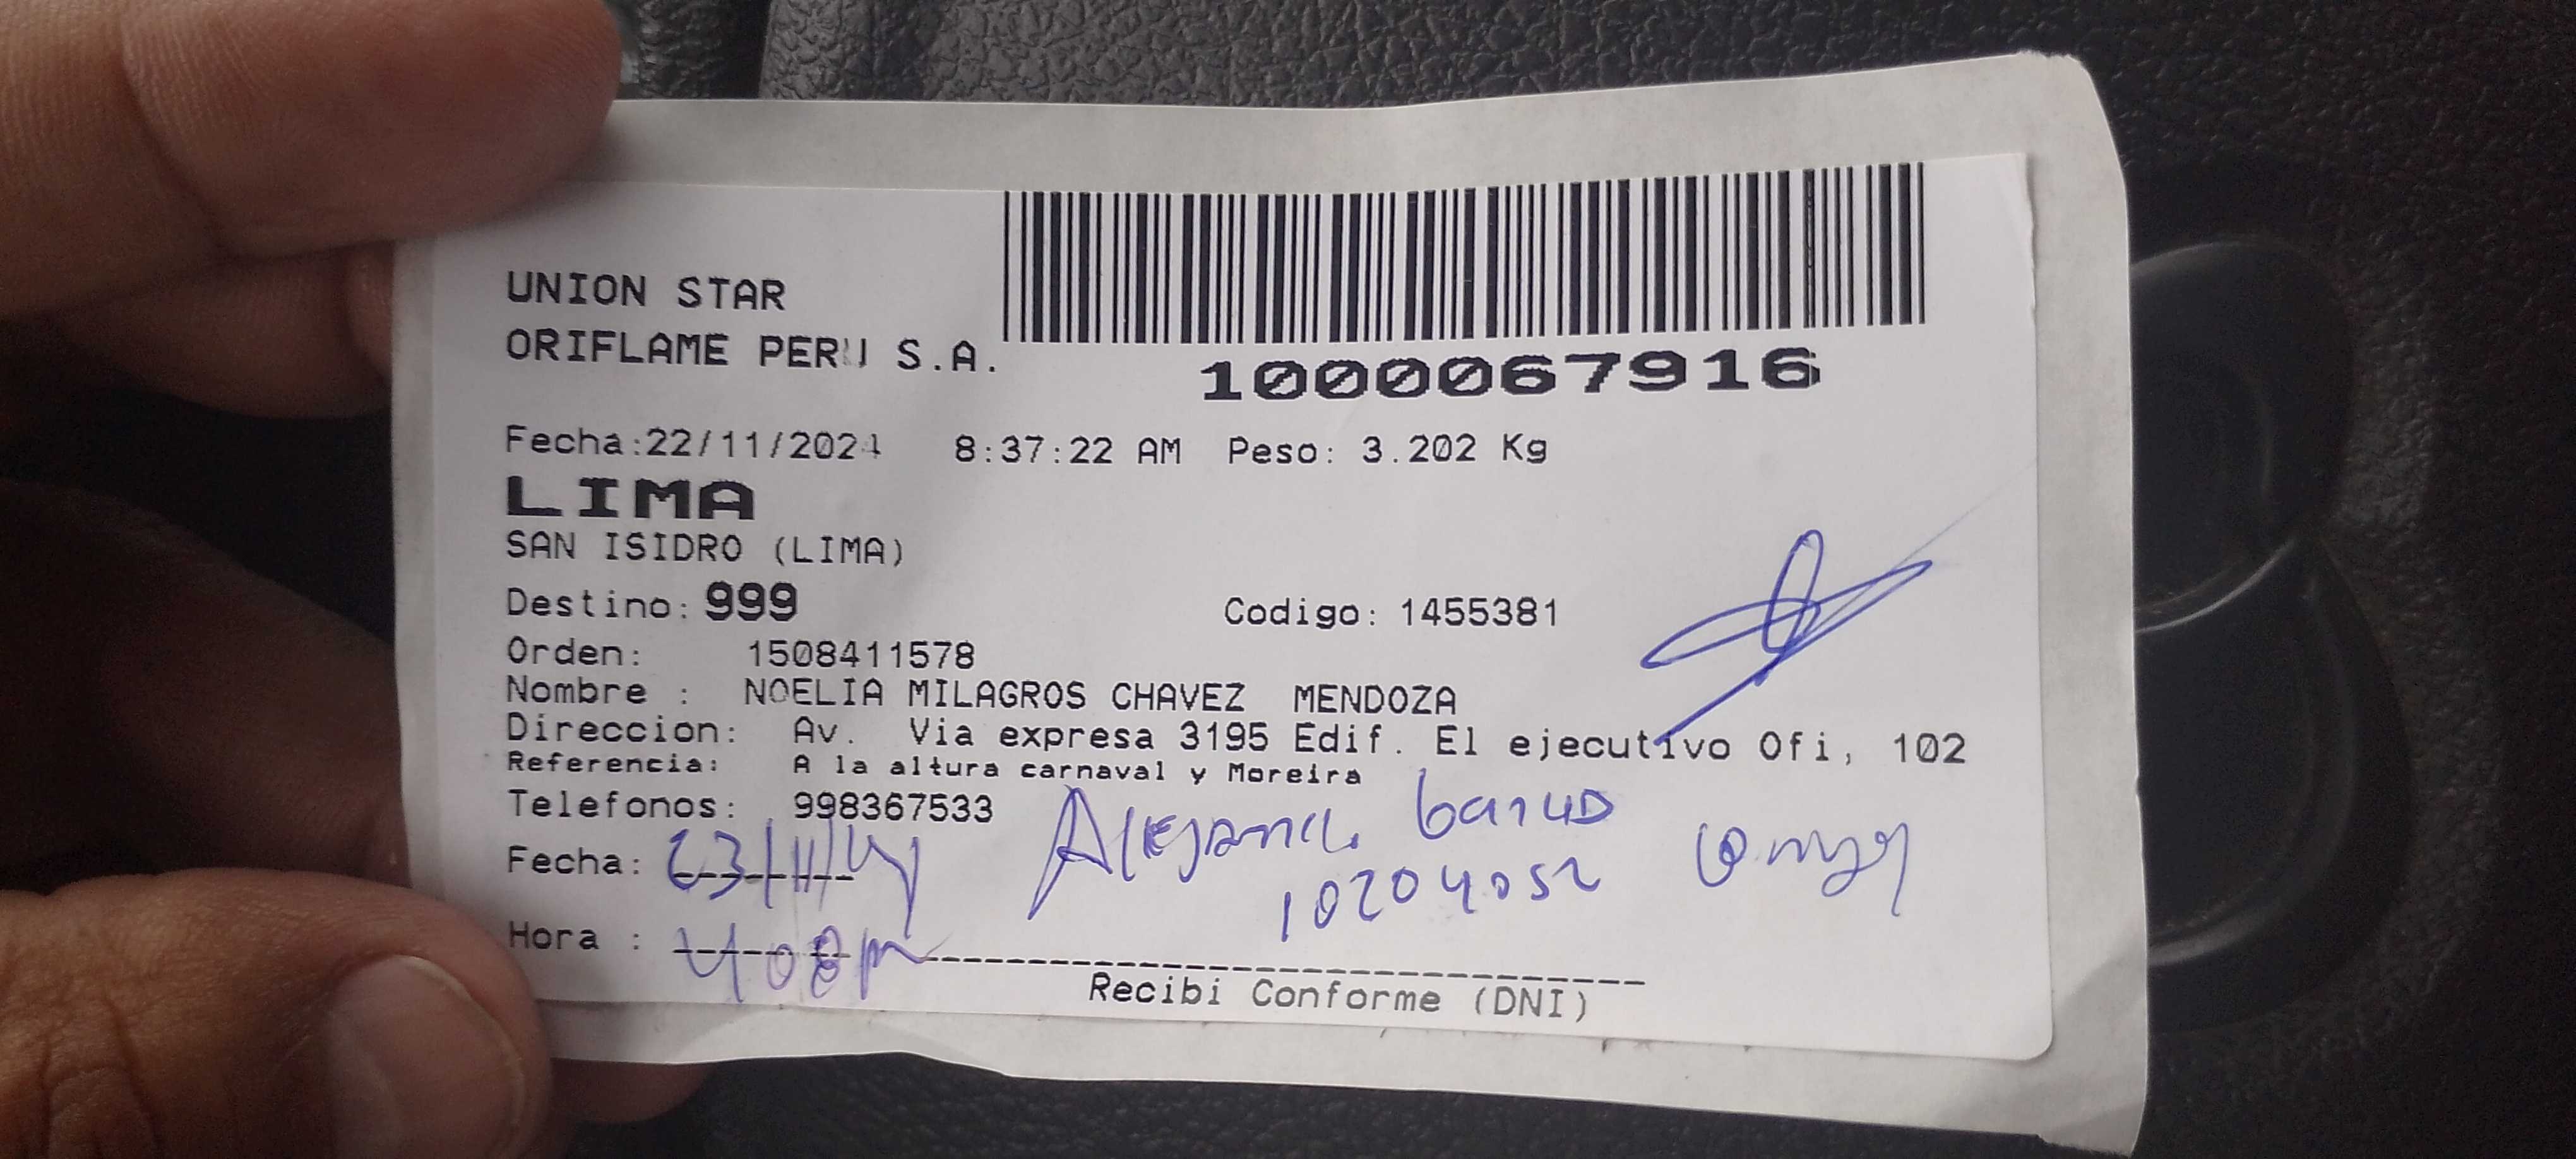 UNION STAR
ORIFLAME PERU S.A.
1000067916
Fecha:22/11/2024 8:37:22 AM Peso: 3.202 Kg
LIMA
SAN ISIDRO (LIMA)
Destino: 999 Codigo: 1455381
Orden: 1508411578
Nombre : NOELIA MILAGROS CHAVEZ MENDOZA
Direccion: Av. Via expresa 3195 Edif. El ejecutivo Ofi, 102
Referencia: A la altura carnaval y Moreira
Telefonos: 998367533
Fecha: 23/11/24
10204052
Hora :
Recibi Conforme (DNI)